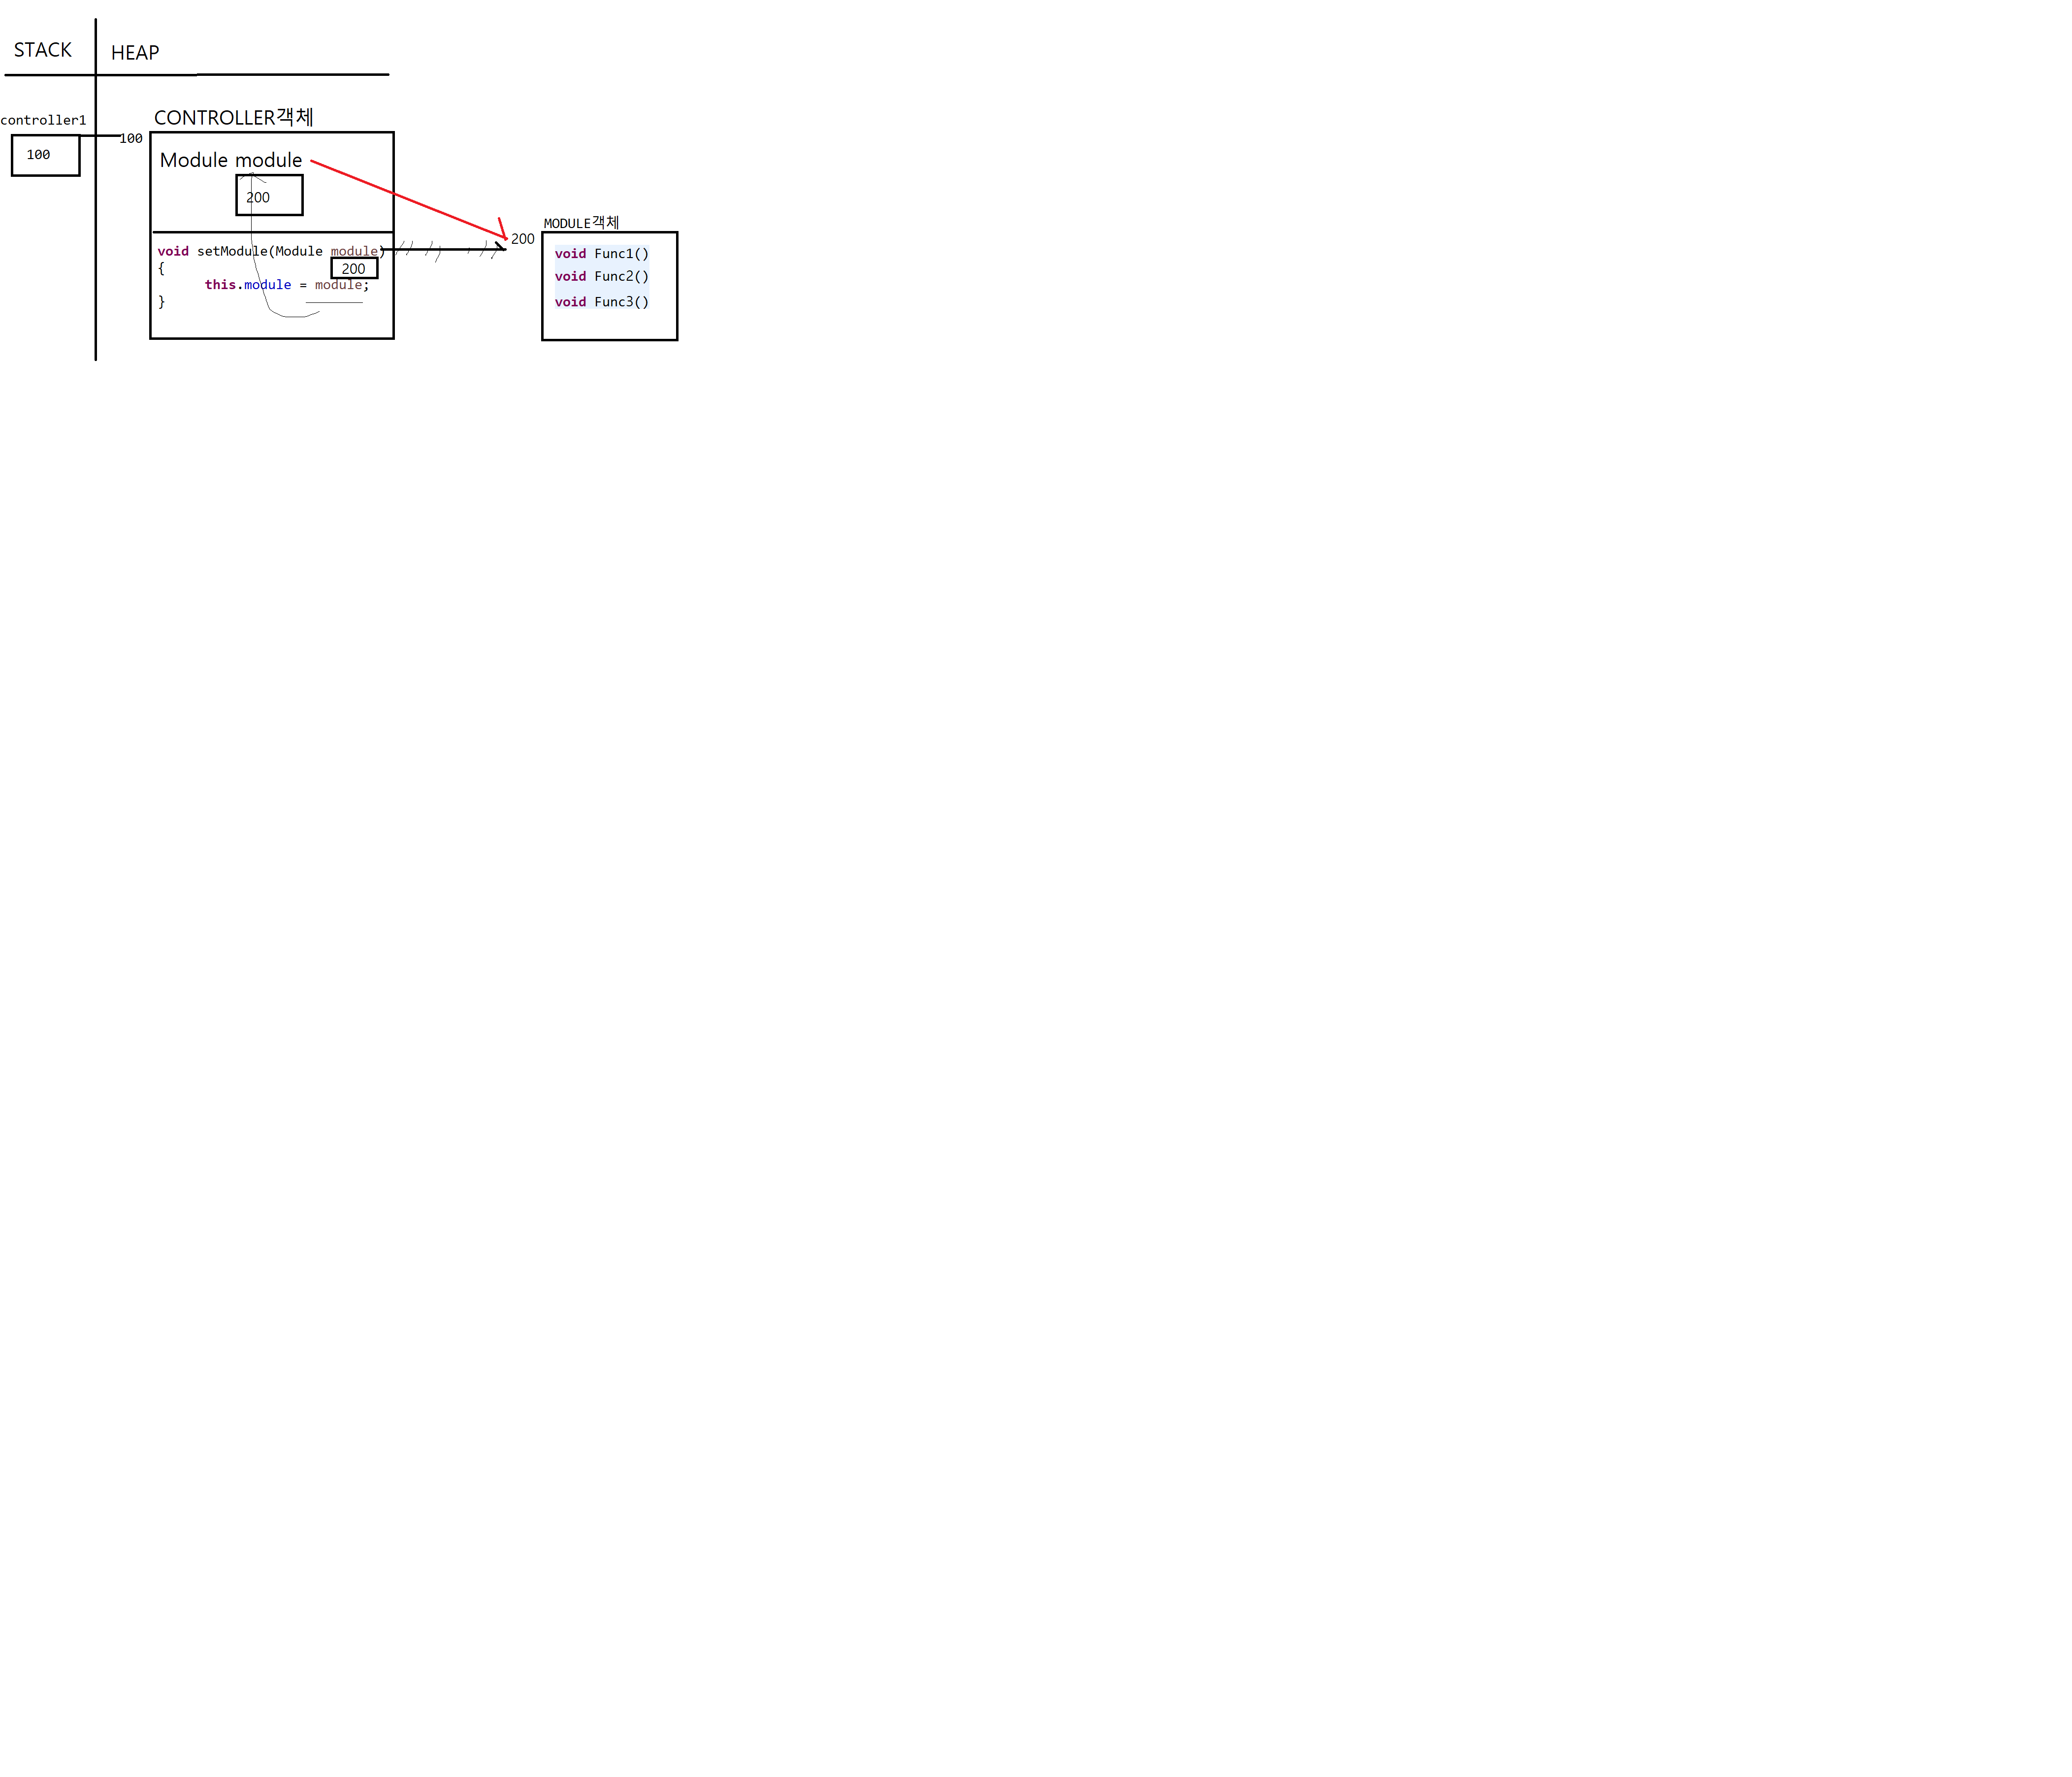 STACK
HEAP
controller1
100
100
CONTROLLER객체
Module module
200
void setModule(Module module)
200
{
this.module = module;
}
MODULE객체
200
void Func1()
void Func2()
void Func3()